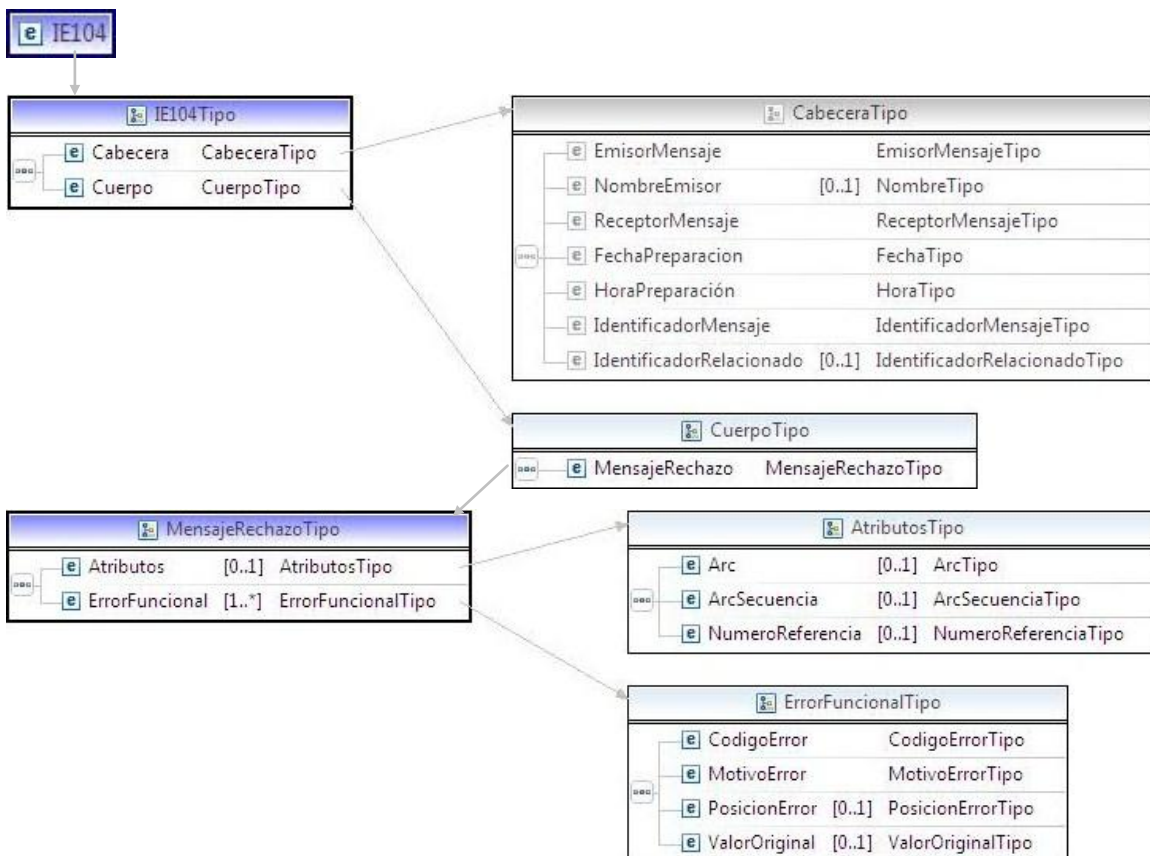 e IE104
IE104Tipo
e Cabecera CabeceraTipo
e Cuerpo CuerpoTipo
CabeceraTipo
e EmisorMensaje EmisorMensajeTipo
e NombreEmisor [0..1] NombreTipo
e ReceptorMensaje ReceptorMensajeTipo
e FechaPreparacion FechaTipo
e HoraPreparación HoraTipo
e IdentificadorMensaje IdentificadorMensajeTipo
e IdentificadorRelacionado [0..1] IdentificadorRelacionadoTipo
CuerpoTipo
e MensajeRechazo MensajeRechazoTipo
MensajeRechazoTipo
e Atributos [0..1] AtributosTipo
e ErrorFuncional [1..*] ErrorFuncionalTipo
AtributosTipo
e Arc [0..1] ArcTipo
e ArcSecuencia [0..1] ArcSecuenciaTipo
e NumeroReferencia [0..1] NumeroReferenciaTipo
ErrorFuncionalTipo
e CodigoError CodigoErrorTipo
e MotivoError MotivoErrorTipo
e PosicionError [0..1] PosicionErrorTipo
e ValorOriginal [0..1] ValorOriginalTipo